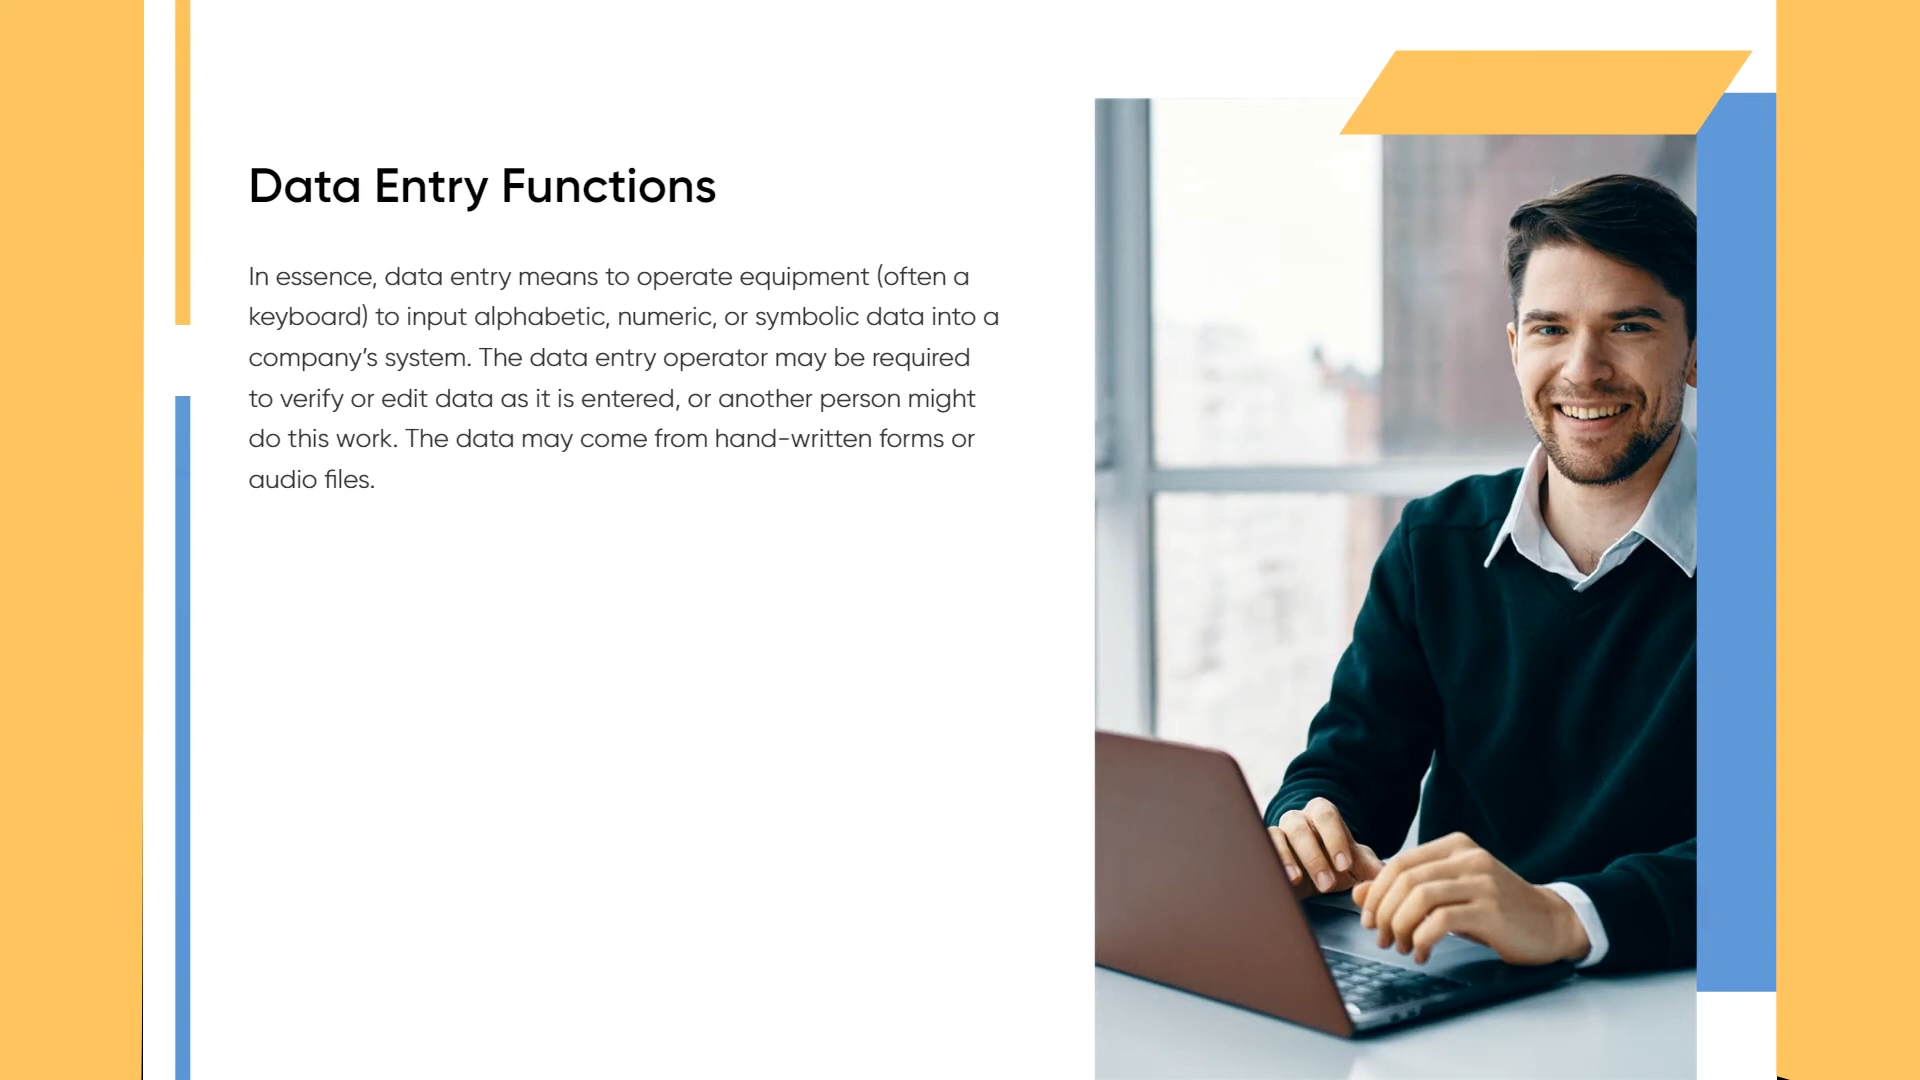 Data Entry Functions
In essence, data entry means to operate equipment (often a
keyboard) to input alphabetic, numeric, or symbolic data into a
company’s system. The data entry operator may be required
to verify or edit data as it is entered, or another person might
do this work. The data may come from hand-written forms or
audio files.